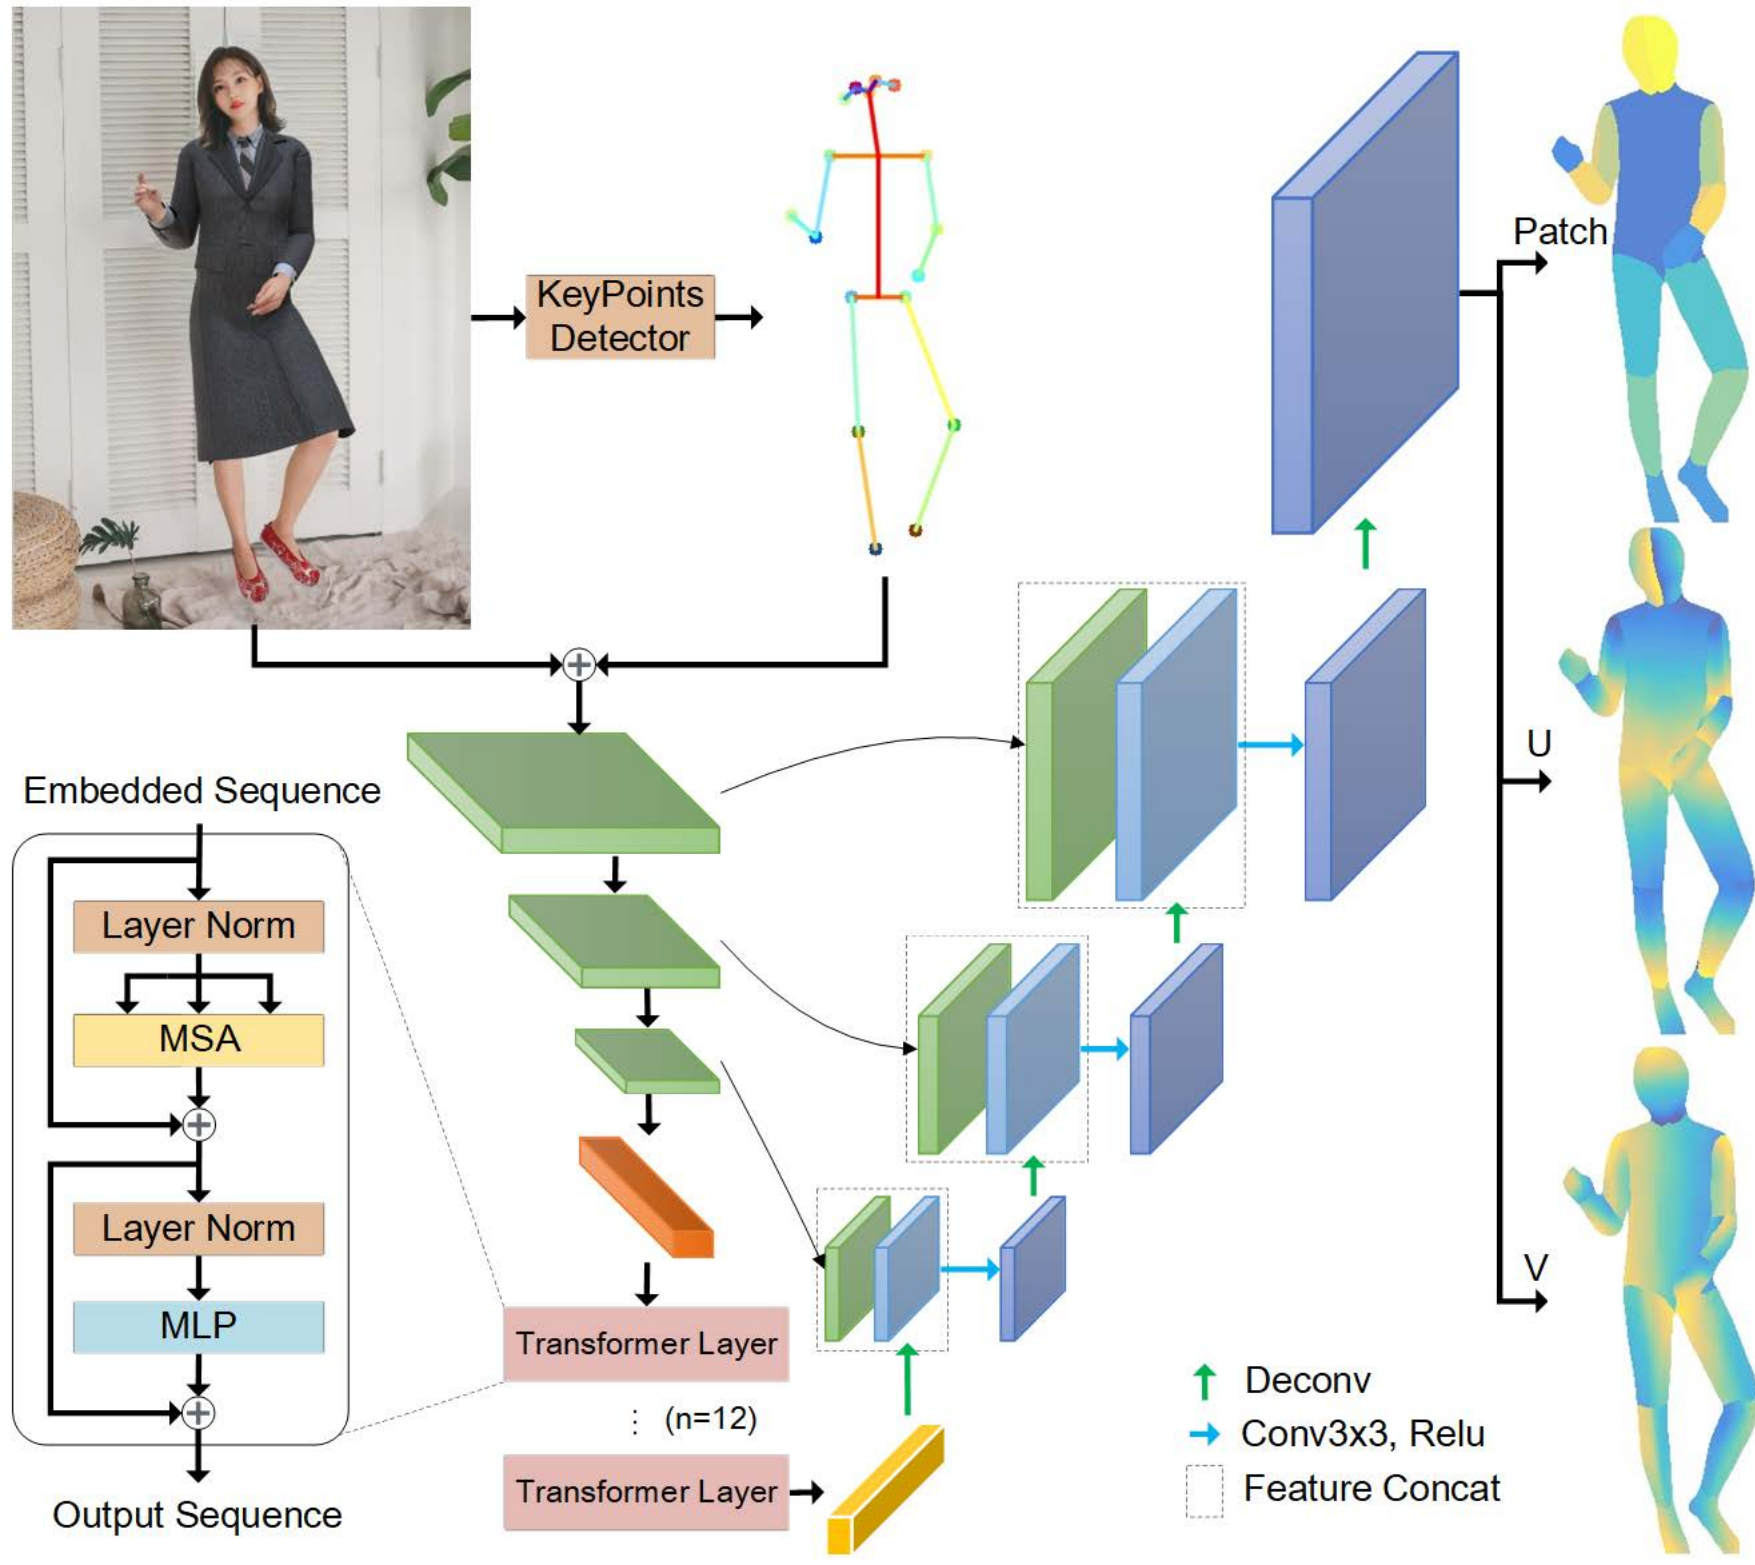 KeyPoints
Detector
Patch
U
V
Embedded Sequence
Layer Norm
MSA
Layer Norm
MLP
Output Sequence
Transformer Layer
⋮ (n=12)
Transformer Layer
Deconv
Conv3x3, Relu
Feature Concat